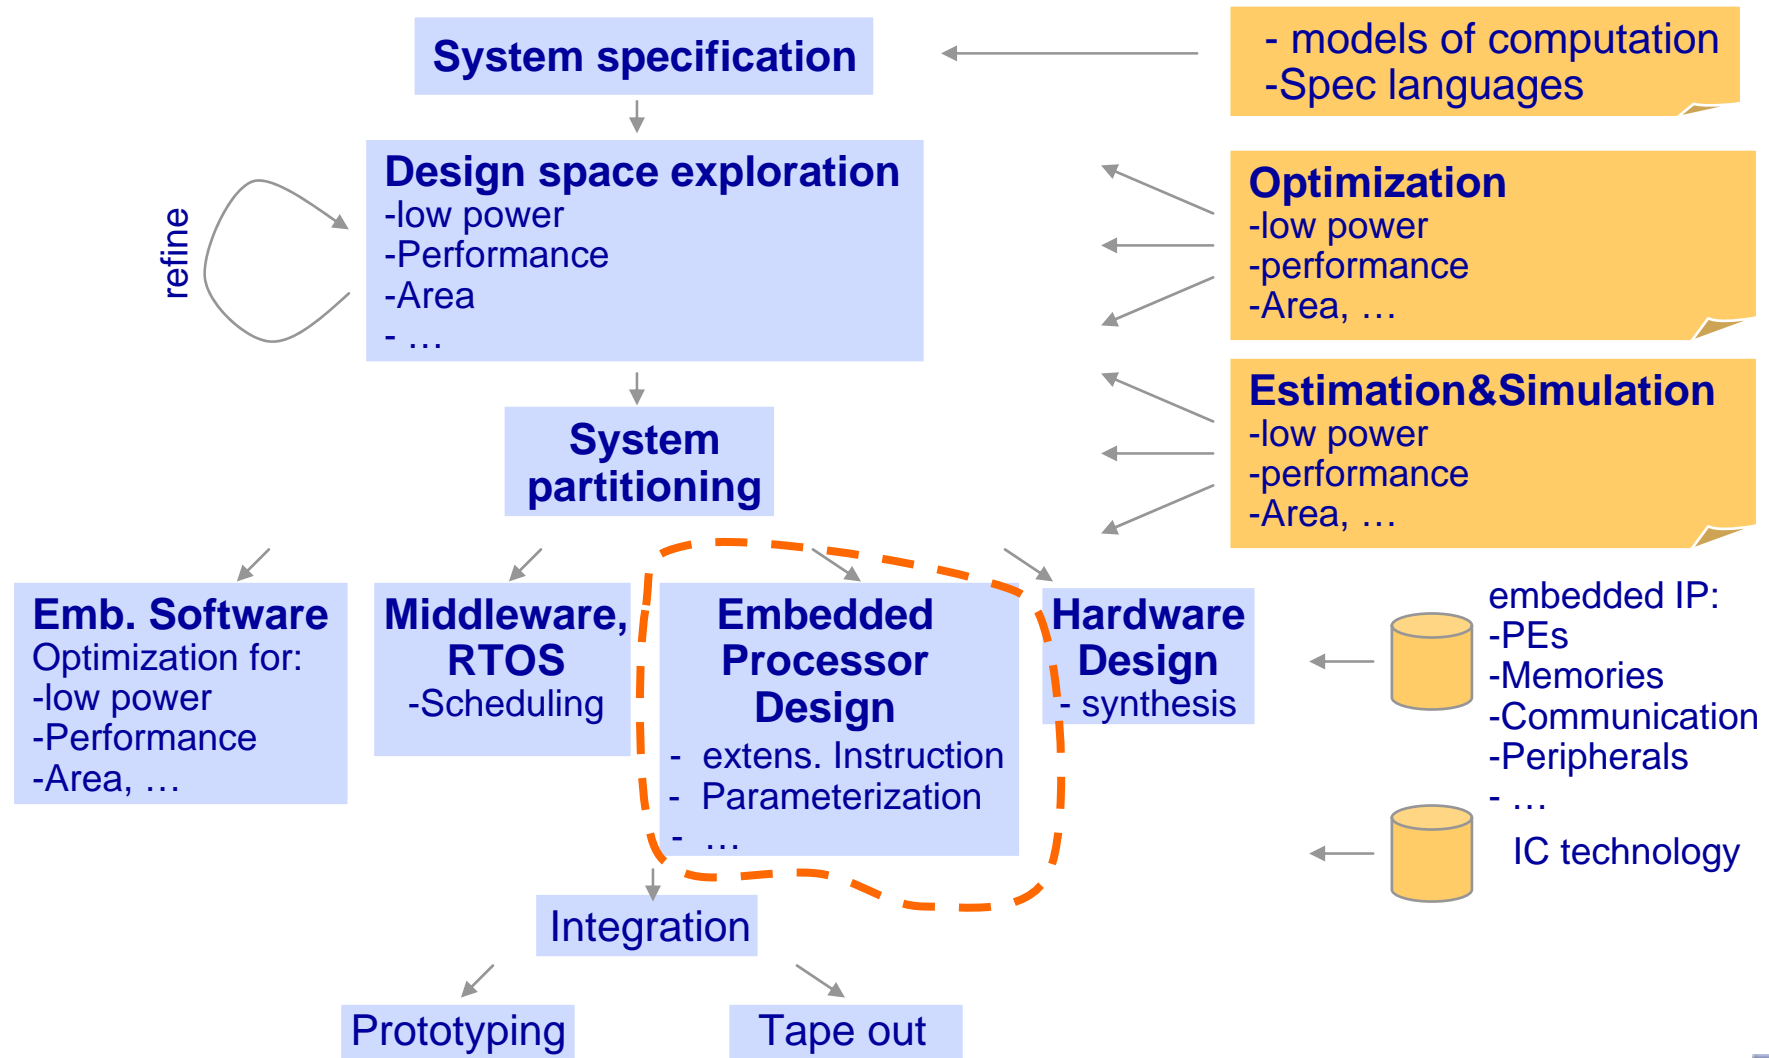 System specification
- models of computation
-Spec languages
refine
Design space exploration
-low power
-Performance
-Area
- …
Optimization
-low power
-performance
-Area, …
System
partitioning
Estimation&Simulation
-low power
-performance
-Area, …
Emb. Software
Optimization for:
-low power
-Performance
-Area, …
Middleware,
RTOS
-Scheduling
Embedded
Processor
Design
- extens. Instruction
- Parameterization
- …
Hardware
Design
- synthesis
embedded IP:
-PEs
-Memories
-Communication
-Peripherals
- …
IC technology
Integration
Prototyping
Tape out